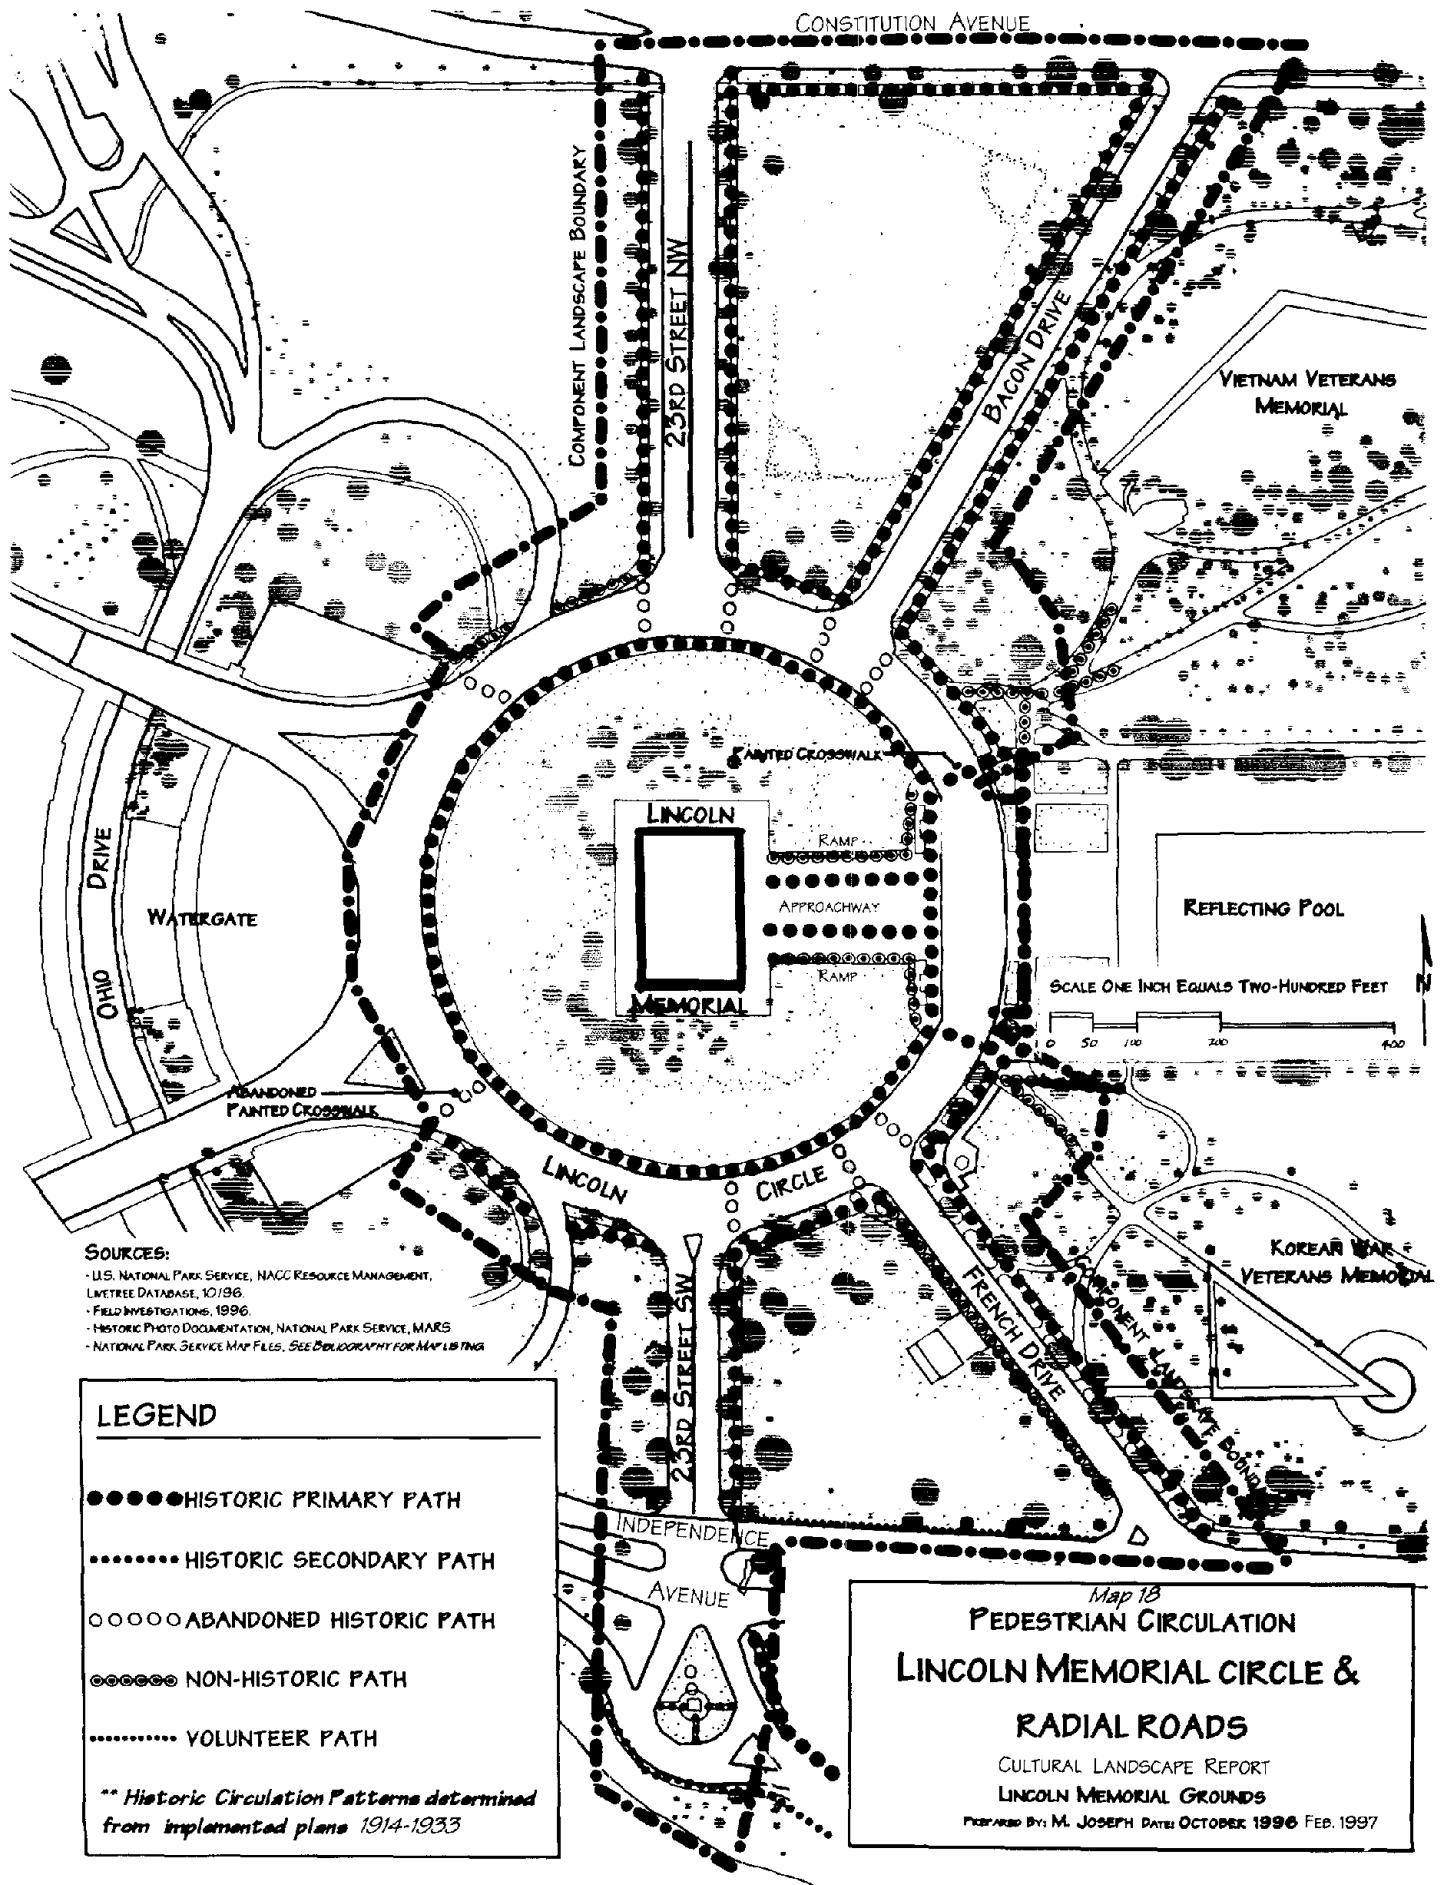 CONSTITUTION AVENUE
COMPONENT LANDSCAPE BOUNDARY
23RD STREET NW
BACON DRIVE
VIETNAM VETERANS
MEMORIAL
PAINTED CROSSWALK
LINCOLN
MEMORIAL
RAMP
APPROACHWAY
RAMP
OHIO DRIVE
WATERGATE
REFLECTING POOL
SCALE ONE INCH EQUALS TWO-HUNDRED FEET
0 50 100 200 400
N
ABANDONED
PAINTED CROSSWALK
LINCOLN CIRCLE
KOREAN WAR
VETERANS MEMORIAL
FRENCH DRIVE
COMPONENT LANDSCAPE BOUND
23RD STREET SW
SOURCES:
- U.S. NATIONAL PARK SERVICE, NACC RESOURCE MANAGEMENT,
LIVETREE DATABASE, 10/96.
- FIELD INVESTIGATIONS, 1996.
- HISTORIC PHOTO DOCUMENTATION, NATIONAL PARK SERVICE, MARS
- NATIONAL PARK SERVICE MAP FILES, SEE BIBLIOGRAPHY FOR MAP LISTING
INDEPENDENCE
AVENUE
LEGEND
HISTORIC PRIMARY PATH
HISTORIC SECONDARY PATH
ABANDONED HISTORIC PATH
NON-HISTORIC PATH
VOLUNTEER PATH
** Historic Circulation Patterns determined
from implemented plans 1914-1933
Map 18
PEDESTRIAN CIRCULATION
LINCOLN MEMORIAL CIRCLE &
RADIAL ROADS
CULTURAL LANDSCAPE REPORT
LINCOLN MEMORIAL GROUNDS
PREPARED BY: M. JOSEPH DATE: OCTOBER 1996 FEB. 1997